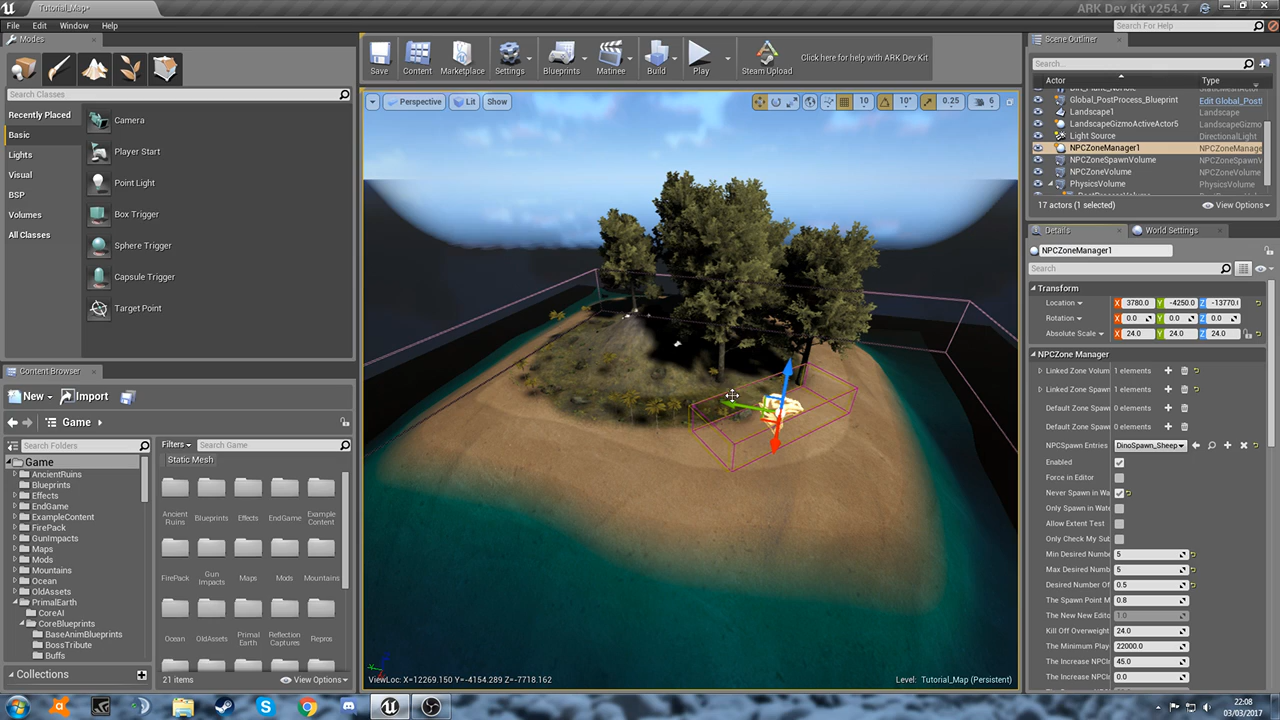 Tutorial_Map*
ARK Dev Kit v254.7
File Edit Window Help
Search For Help
Modes
Search Classes
Recently Placed
Basic
Lights
Visual
BSP
Volumes
All Classes
Camera
Player Start
Point Light
Box Trigger
Sphere Trigger
Capsule Trigger
Target Point
Save Content Marketplace Settings Blueprints Matinee Build Play Steam Upload
Click here for help with ARK Dev Kit
Perspective Lit Show
10 10° 0.25 6
ViewLoc: X=12269.150 Y=-4154.289 Z=-7718.162
Level: Tutorial_Map (Persistent)
Scene Outliner
Search...
Actor Type
Global_PostProcess_Blueprint Edit Global_Post
Landscape1 Landscape
LandscapeGizmoActiveActor5 LandscapeGizmo
Light Source DirectionalLight
NPCZoneManager1 NPCZoneManage
NPCZoneSpawnVolume NPCZoneSpawnV
NPCZoneVolume NPCZoneVolume
PhysicsVolume PhysicsVolume
17 actors (1 selected)
View Options
Details World Settings
NPCZoneManager1
Search
Transform
Location X 3780.0 Y -4250.0 Z -13770.
Rotation X 0.0 Y 0.0 Z 0.0
Absolute Scale X 24.0 Y 24.0 Z 24.0
NPCZone Manager
Linked Zone Volum 1 elements
Linked Zone Spawn 1 elements
Default Zone Spawn 0 elements
Default Zone Spawn 0 elements
NPCSpawn Entries DinoSpawn_Sheep
Enabled
Force in Editor
Never Spawn in Wa
Only Spawn in Wate
Allow Extent Test
Only Check My Sub
Min Desired Numbe 5
Max Desired Numb 5
Desired Number Of 0.5
The Spawn Point M 0.8
The New New Edito 1.0
Kill Off Overweight 24.0
The Minimum Play 22000.0
The Increase NPCIn 45.0
The Increase NPCIn 0.0
Content Browser
New Import
Game
Search Folders
Game
AncientRuins
Blueprints
Effects
EndGame
ExampleContent
FirePack
GunImpacts
Maps
Mods
Mountains
Ocean
OldAssets
PrimalEarth
CoreAI
CoreBlueprints
BaseAnimBlueprints
BossTribute
Buffs
Collections
Filters Search Game
Static Mesh
Ancient Ruins
Blueprints
Effects
EndGame
Example Content
FirePack
Gun Impacts
Maps
Mods
Mountains
Ocean
OldAssets
Primal Earth
Reflection Captures
Repros
21 items
View Options
22:08
03/03/2017